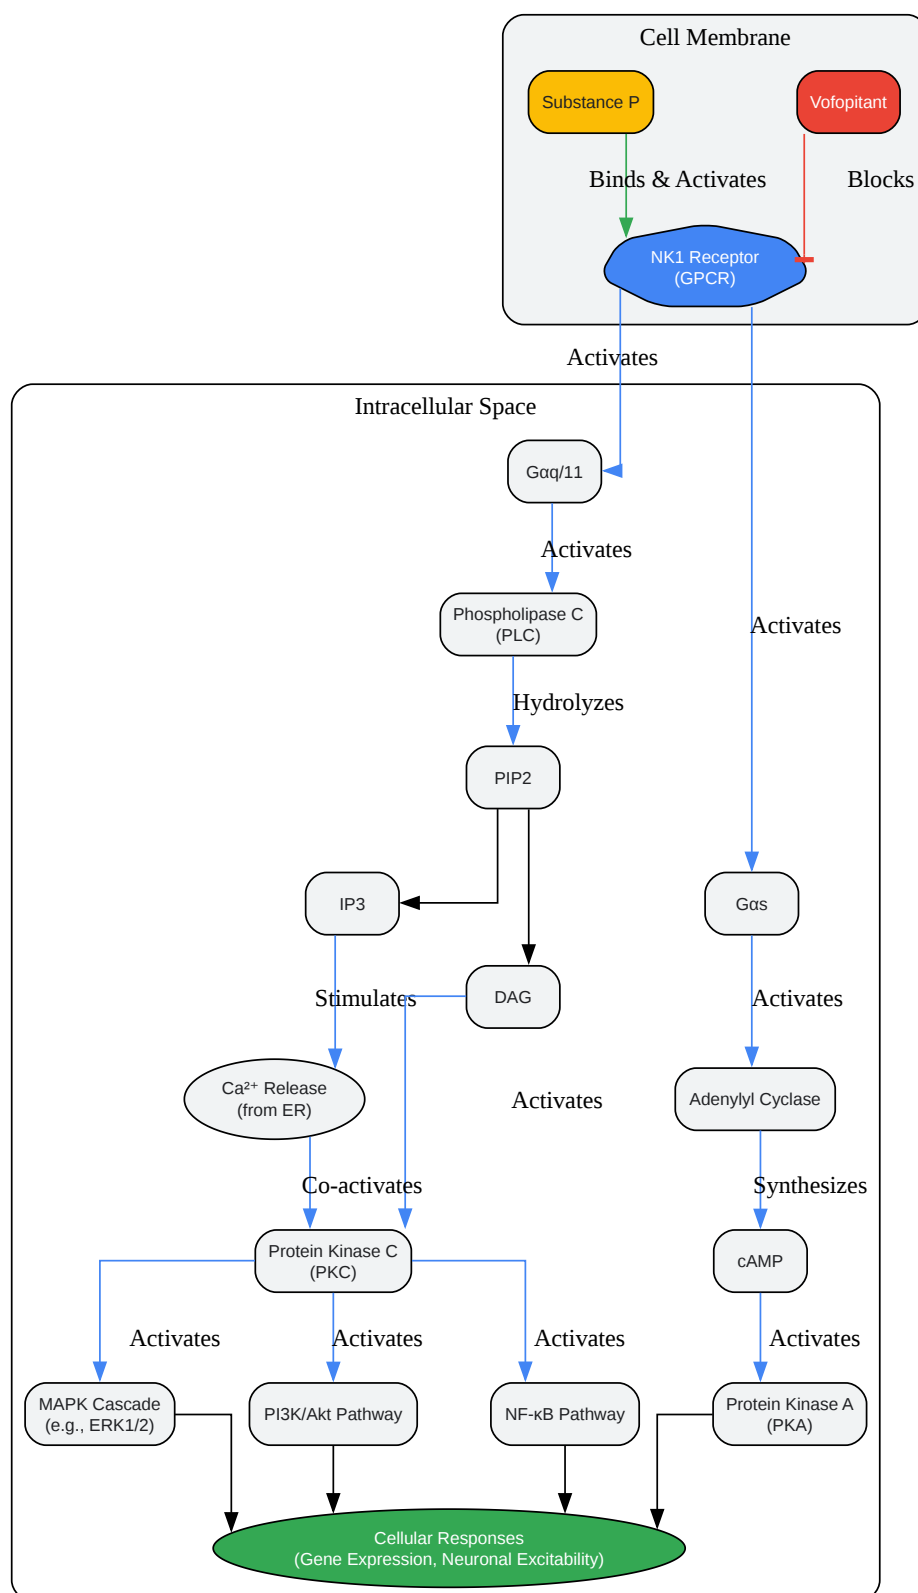 Cell Membrane
Substance P
Vofopitant
Binds & Activates
Blocks
NK1 Receptor
(GPCR)
Activates
Intracellular Space
Gαq/11
Activates
Phospholipase C
(PLC)
Activates
Hydrolyzes
PIP2
IP3
Gαs
DAG
Stimulates
Activates
Ca²⁺ Release
(from ER)
Activates
Adenylyl Cyclase
Co-activates
Synthesizes
Protein Kinase C
(PKC)
cAMP
Activates
Activates
Activates
Activates
MAPK Cascade
(e.g., ERK1/2)
PI3K/Akt Pathway
NF-κB Pathway
Protein Kinase A
(PKA)
Cellular Responses
(Gene Expression, Neuronal Excitability)